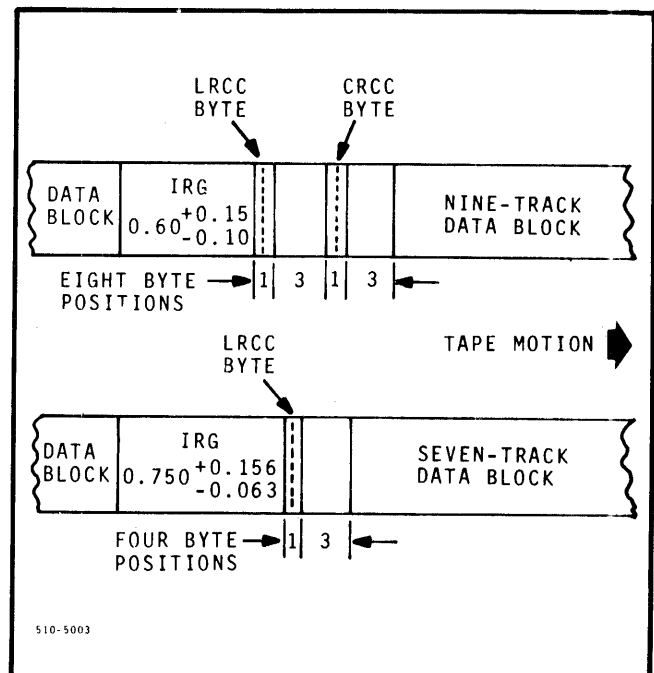 LRCC BYTE
CRCC BYTE
DATA BLOCK
IRG
0.60 +0.15 -0.10
NINE-TRACK DATA BLOCK
EIGHT BYTE POSITIONS
1 3 1 3
LRCC BYTE
TAPE MOTION
DATA BLOCK
IRG
0.750 +0.156 -0.063
SEVEN-TRACK DATA BLOCK
FOUR BYTE POSITIONS
1 3
510-5003